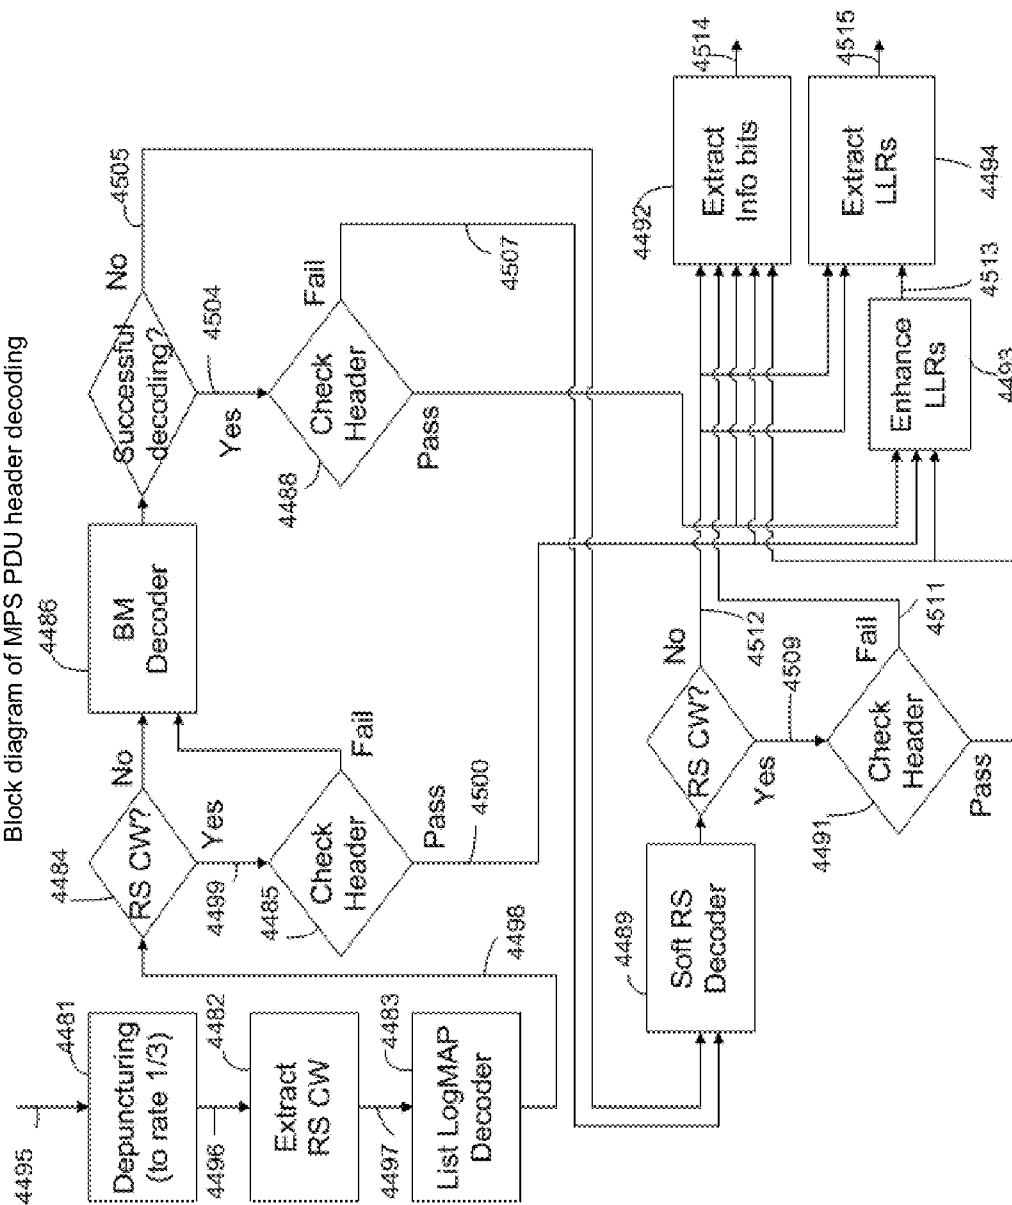 Block diagram of MPS PDU header decoding
4495
4481
Depuncturing
(to rate 1/3)
4496
4482
Extract
RS CW
4497
4483
List LogMAP
Decoder
4498
4484
RS CW?
No
Yes
4499
4485
Check
Header
Fail
Pass
4500
4486
BM
Decoder
Successful
decoding?
No
4505
Yes
4504
4488
Check
Header
Fail
4507
Pass
4489
Soft RS
Decoder
RS CW?
No
4512
Yes
4509
4491
Check
Header
Fail
4511
Pass
4492
Extract
Info bits
4514
4493
Enhance
LLRs
4513
4494
Extract
LLRs
4515